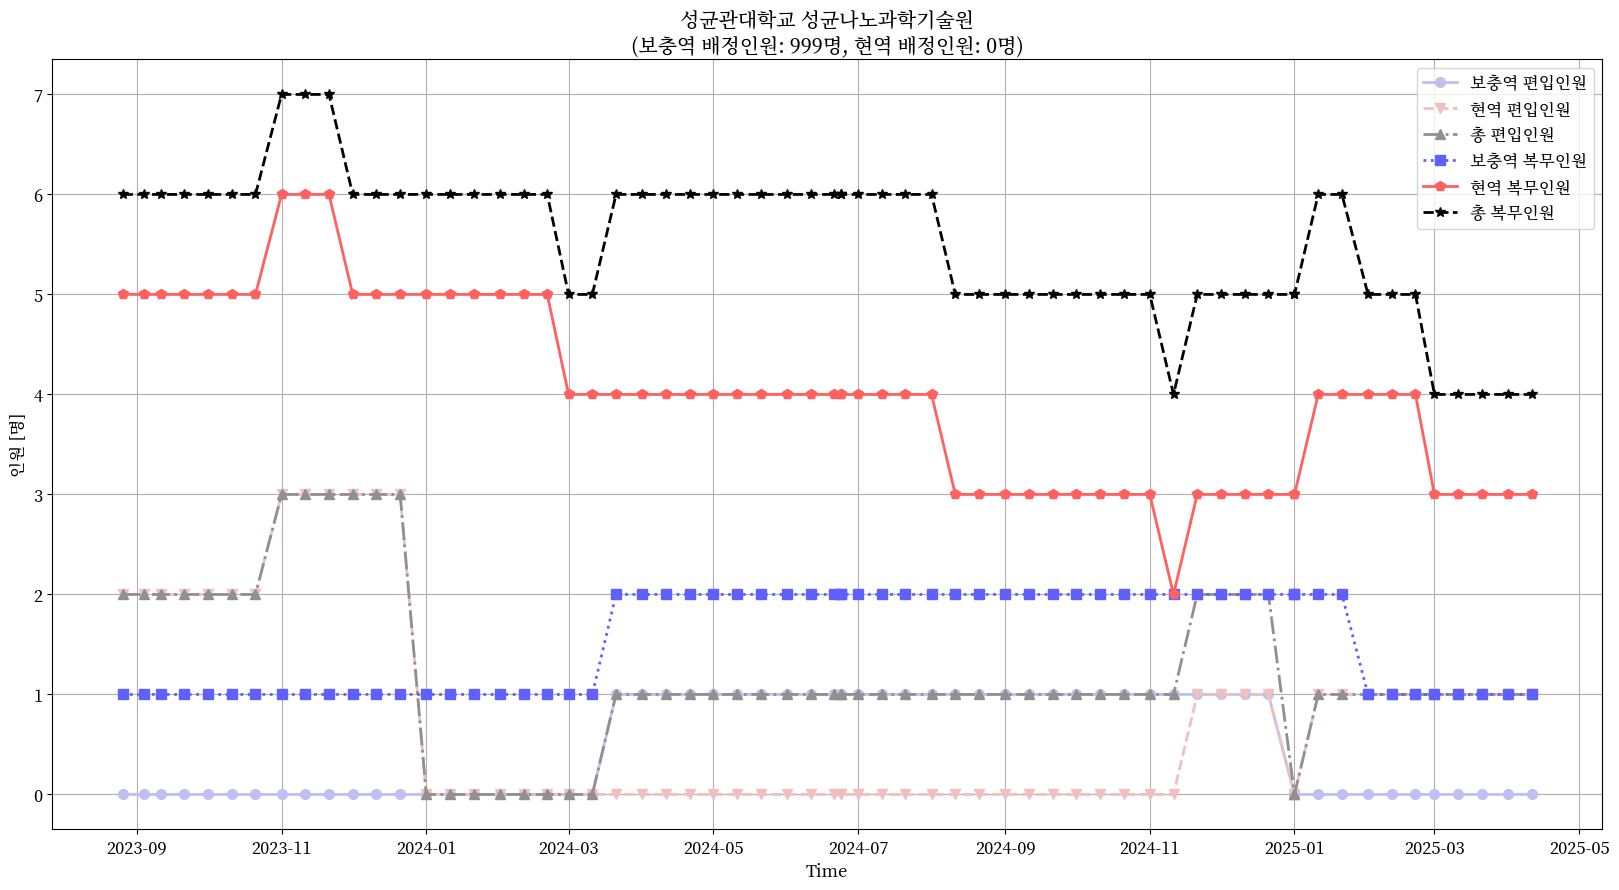 성균관대학교 성균나노과학기술원
(보충역 배정인원: 999명, 현역 배정인원: 0명)
보충역 편입인원
현역 편입인원
총 편입인원
보충역 복무인원
현역 복무인원
총 복무인원
인원 [명]
7
6
5
4
3
2
1
0
2023-09
2023-11
2024-01
2024-03
2024-05
2024-07
2024-09
2024-11
2025-01
2025-03
2025-05
Time